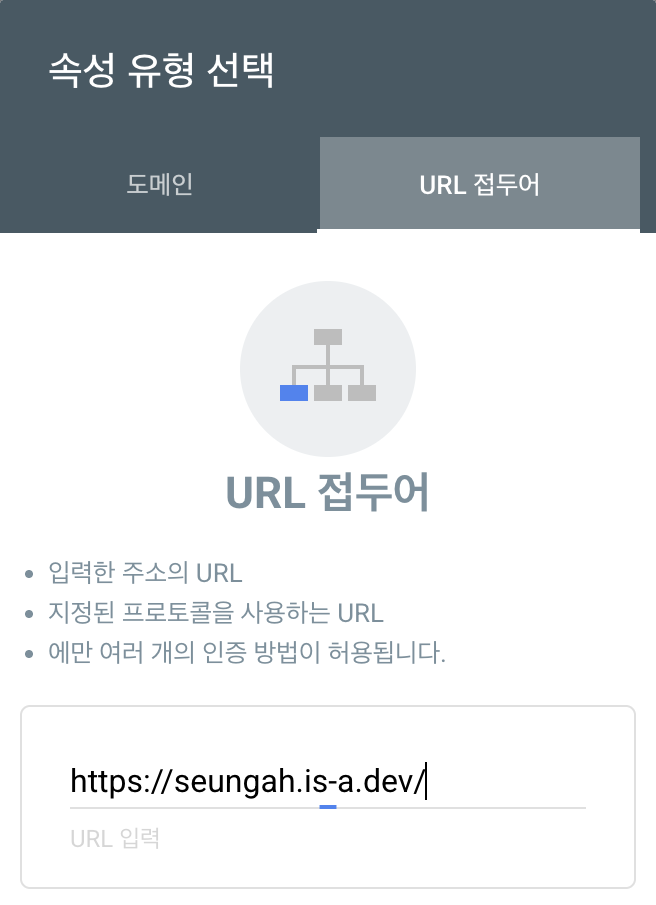 속성 유형 선택
도메인
URL 접두어
URL 접두어
• 입력한 주소의 URL
• 지정된 프로토콜을 사용하는 URL
• 에만 여러 개의 인증 방법이 허용됩니다.
https://seungah.is-a.dev/
URL 입력